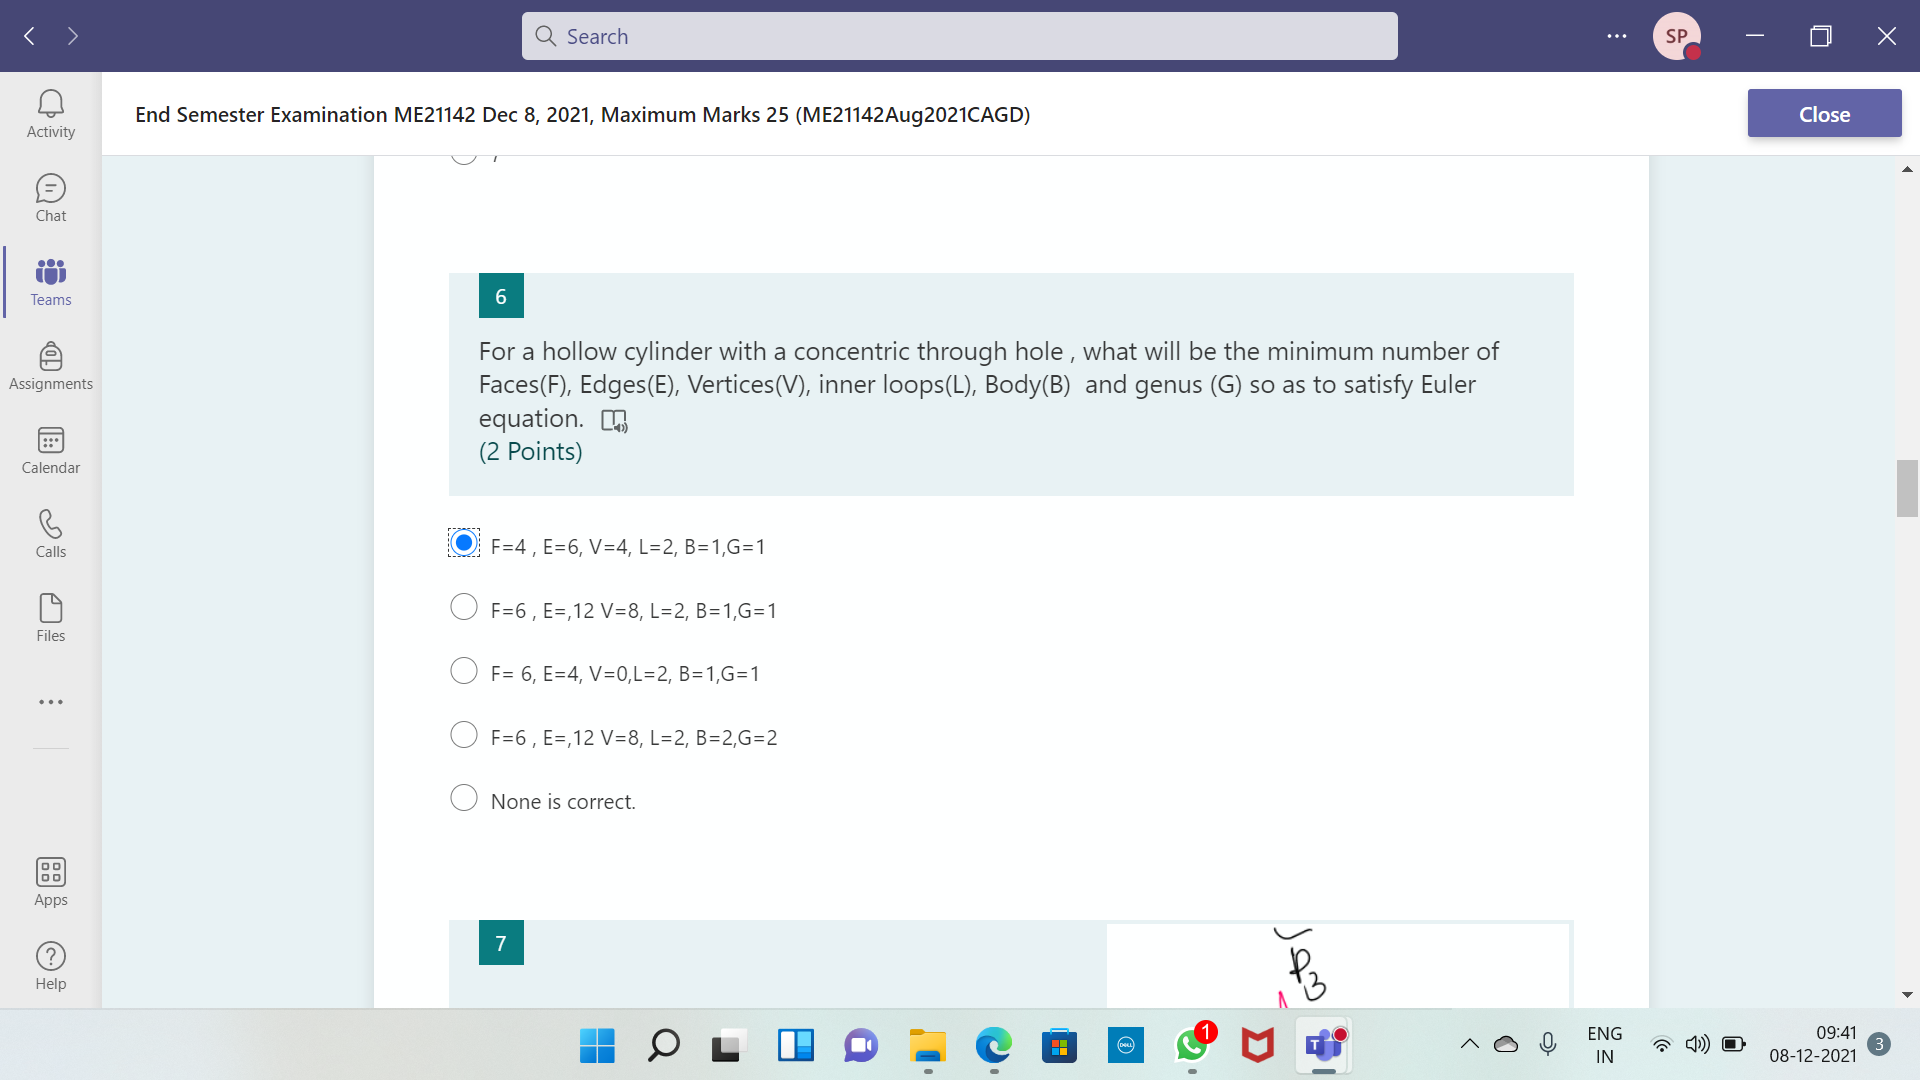 Search
SP
End Semester Examination ME21142 Dec 8, 2021, Maximum Marks 25 (ME21142Aug2021CAGD)
Close
Activity
Chat
Teams
Assignments
Calendar
Calls
Files
Apps
Help
6
For a hollow cylinder with a concentric through hole , what will be the minimum number of
Faces(F), Edges(E), Vertices(V), inner loops(L), Body(B) and genus (G) so as to satisfy Euler
equation.
(2 Points)
F=4 , E=6, V=4, L=2, B=1,G=1
F=6 , E=,12 V=8, L=2, B=1,G=1
F= 6, E=4, V=0,L=2, B=1,G=1
F=6 , E=,12 V=8, L=2, B=2,G=2
None is correct.
7
P3
1
DELL
T
ENG
IN
09:41
08-12-2021
3